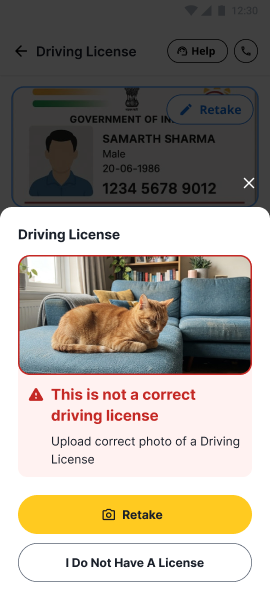 12:30
Driving License
Help
Retake
GOVERNMENT OF IN
SAMARTH SHARMA
Male
20-06-1986
1234 5678 9012
Driving License
This is not a correct
driving license
Upload correct photo of a Driving
License
Retake
I Do Not Have A License